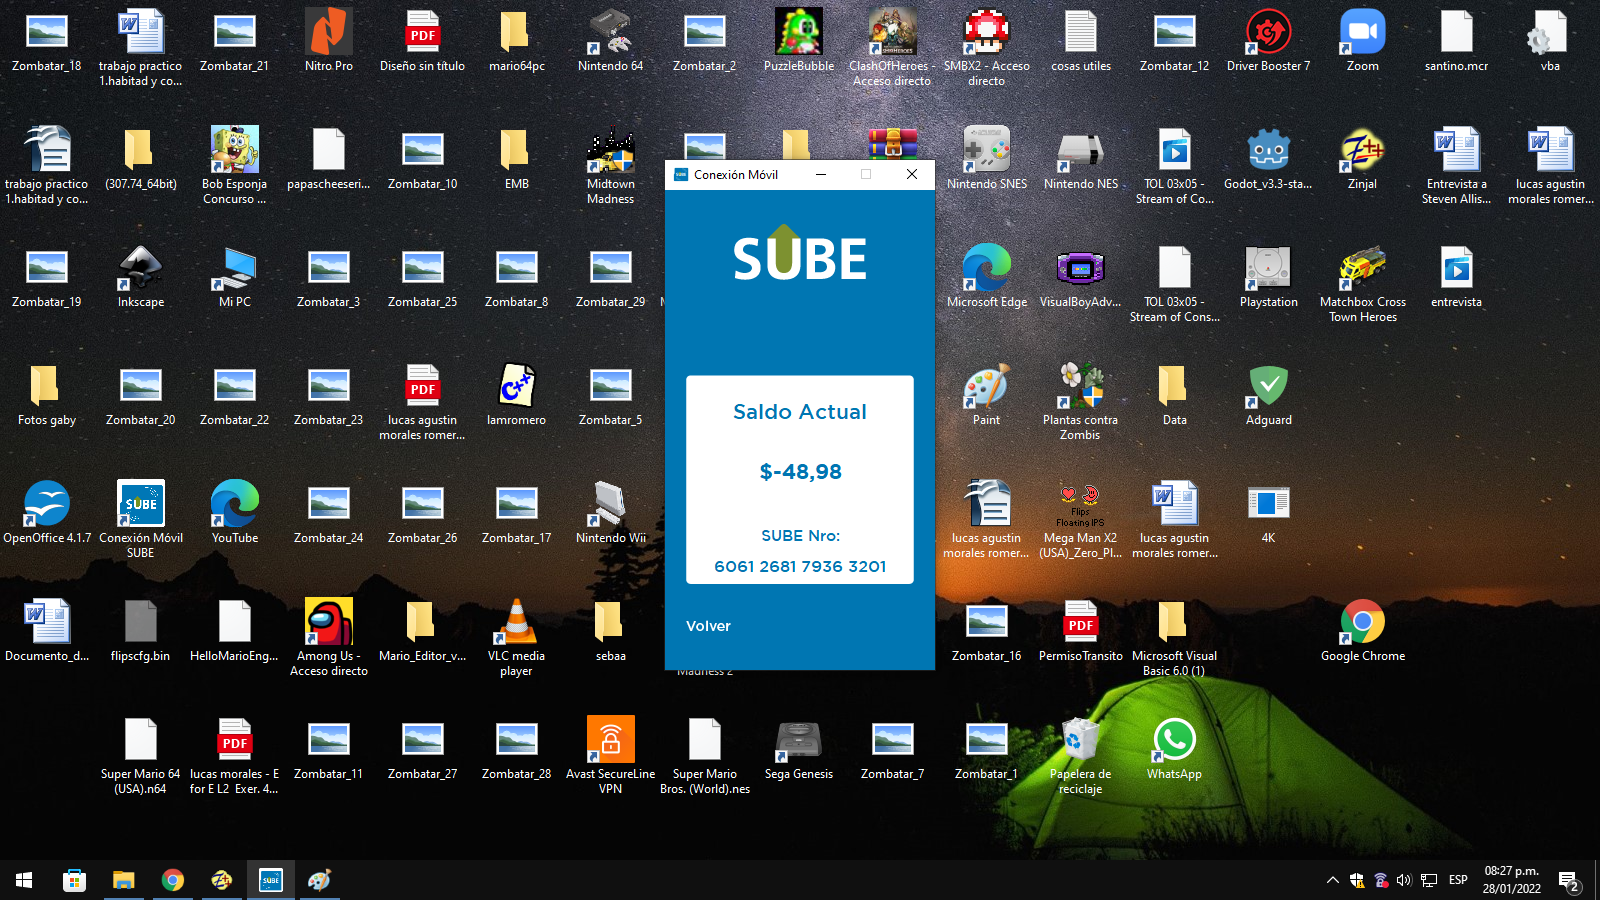 Zombatar_18
trabajo practico
1.habitad y co...
Zombatar_21
Nitro Pro
PDF
Diseño sin título
mario64pc
Nintendo 64
Zombatar_2
PuzzleBubble
ClashOfHeroes -
Acceso directo
SMBX2 - Acceso
directo
cosas utiles
Zombatar_12
Driver Booster 7
Zoom
santino.mcr
vba
trabajo practico
1.habitad y co...
(307.74_64bit)
Bob Esponja
Concurso ...
papascheeseri...
Zombatar_10
EMB
Midtown
Madness
Nintendo SNES
Nintendo NES
TOL 03x05 -
Stream of Co...
Godot_v3.3-sta...
Zinjal
Entrevista a
Steven Allis...
lucas agustin
morales romer...
Zombatar_19
Inkscape
Mi PC
Zombatar_3
Zombatar_25
Zombatar_8
Zombatar_29
Microsoft Edge
VisualBoyAdv...
TOL 03x05 -
Stream of Cons...
Playstation
Matchbox Cross
Town Heroes
entrevista
Fotos gaby
Zombatar_20
Zombatar_22
Zombatar_23
PDF
lucas agustin
morales romer...
C++
lamromero
Zombatar_5
Paint
Plantas contra
Zombis
Data
Adguard
OpenOffice 4.1.7
SUBE
Conexión Móvil
SUBE
YouTube
Zombatar_24
Zombatar_26
Zombatar_17
Nintendo Wii
lucas agustin
morales romer...
Flips
Floating IPS
Mega Man X2
(USA)_Zero_Pl...
lucas agustin
morales romer...
4K
Documento_d...
flipscfg.bin
HelloMarioEng...
Among Us -
Acceso directo
Mario_Editor_v...
VLC media
player
sebaa
Madness 2
Zombatar_16
PDF
PermisoTransito
Microsoft Visual
Basic 6.0 (1)
Google Chrome
Super Mario 64
(USA).n64
PDF
lucas morales - E
for E L2 Exer. 4...
Zombatar_11
Zombatar_27
Zombatar_28
Avast SecureLine
VPN
Super Mario
Bros. (World).nes
Sega Genesis
Zombatar_7
Zombatar_1
Papelera de
reciclaje
WhatsApp
Conexión Móvil
SUBE
Saldo Actual
$-48,98
SUBE Nro:
6061 2681 7936 3201
Volver
SUBE
ESP
08:27 p.m.
28/01/2022
2